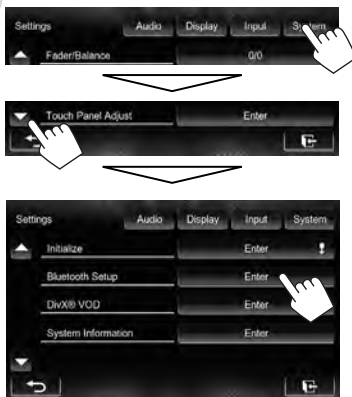 Settings Audio Display Input System
Fader/Balance 0/0
Touch Panel Adjust Enter
Settings Audio Display Input System
Initialize Enter
Bluetooth Setup Enter
DivX® VOD Enter
System Information Enter